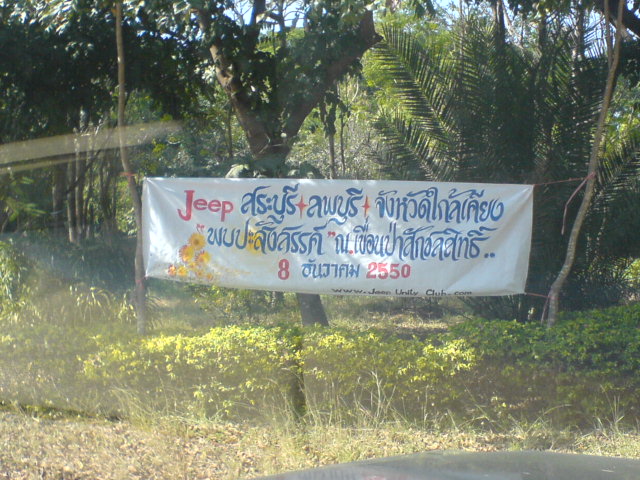 Jeep สระบุรี + ลพบุรี + จังหวัดใกล้เคียง
"พบปะสังสรรค์" ณ.เขื่อนป่าสักชลสิทธิ์..
8 ธันวาคม 2550
www.Jeep Unity Club.com